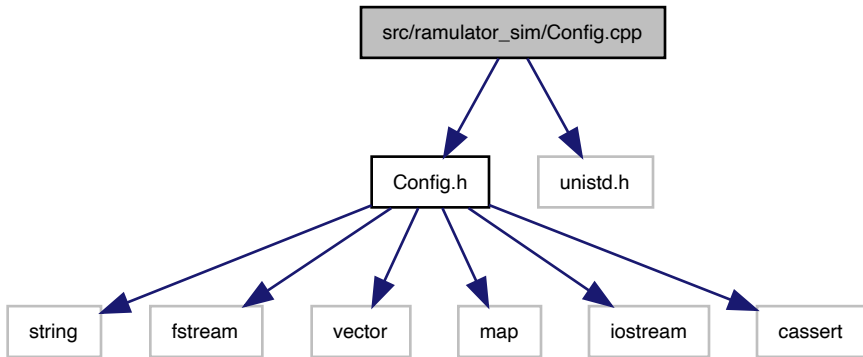 src/ramulator_sim/Config.cpp
Config.h
unistd.h
string
fstream
vector
map
iostream
cassert